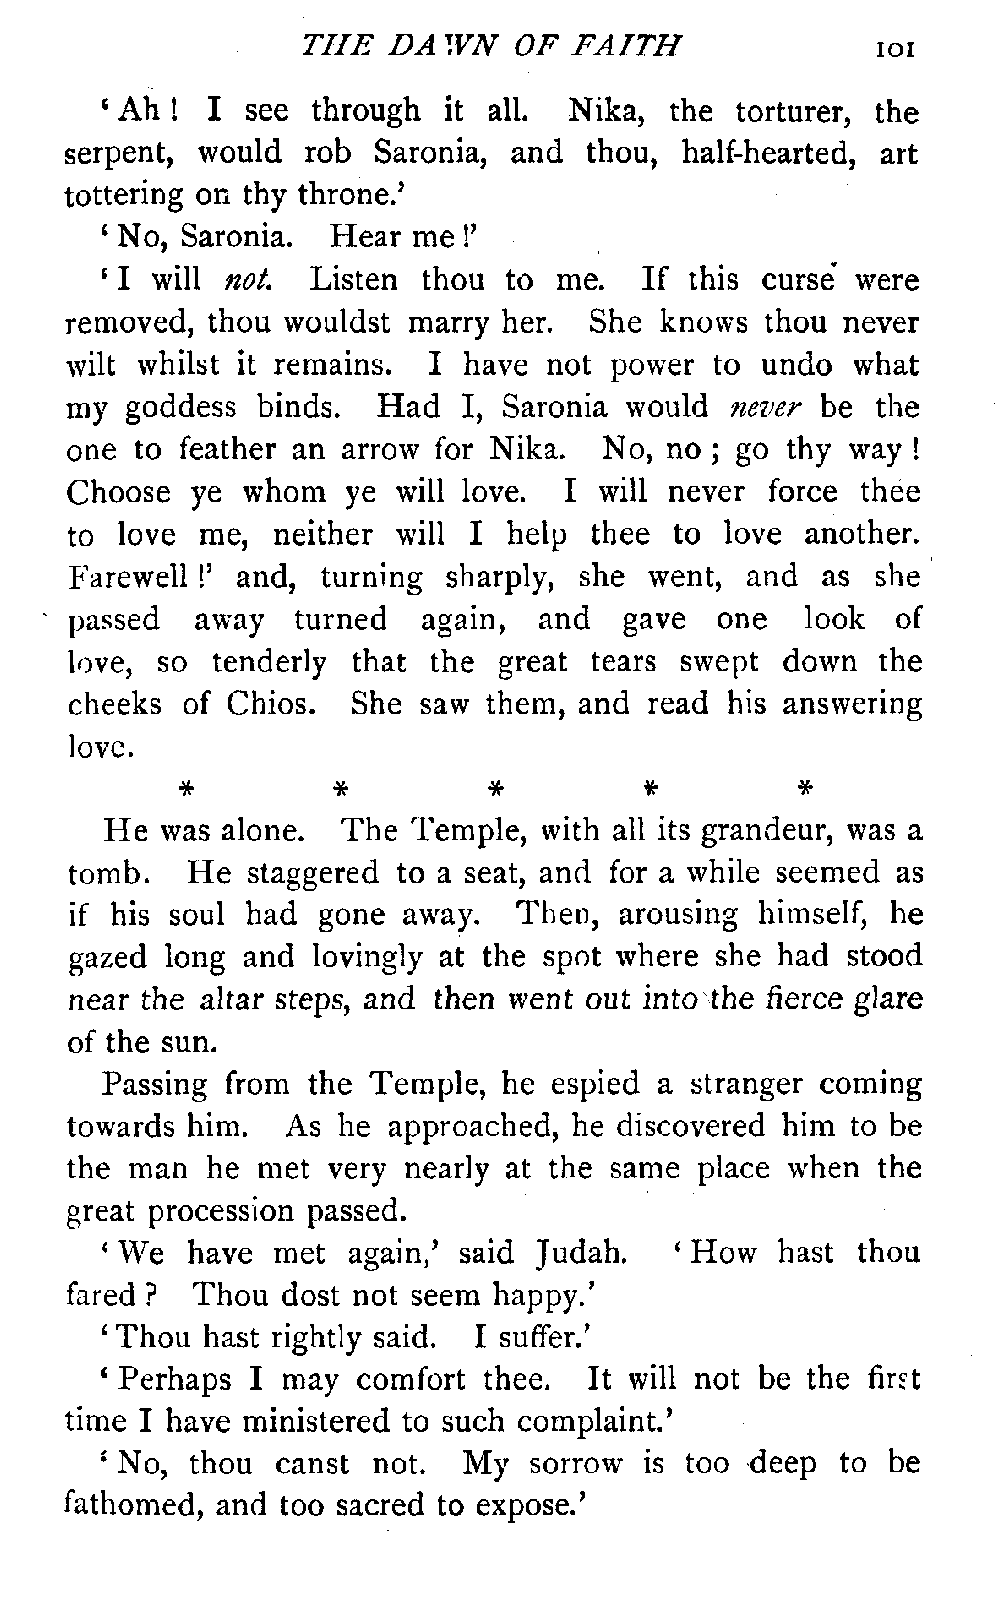 THE DAWN OF FAITH 101
‘Ah! I see through it all. Nika, the torturer, the
serpent, would rob Saronia, and thou, half-hearted, art
tottering on thy throne.’
‘No, Saronia. Hear me!’
‘I will not. Listen thou to me. If this curse were
removed, thou wouldst marry her. She knows thou never
wilt whilst it remains. I have not power to undo what
my goddess binds. Had I, Saronia would never be the
one to feather an arrow for Nika. No, no; go thy way!
Choose ye whom ye will love. I will never force thee
to love me, neither will I help thee to love another.
Farewell!’ and, turning sharply, she went, and as she
passed away turned again, and gave one look of
love, so tenderly that the great tears swept down the
cheeks of Chios. She saw them, and read his answering
love.
* * * * *
He was alone. The Temple, with all its grandeur, was a
tomb. He staggered to a seat, and for a while seemed as
if his soul had gone away. Then, arousing himself, he
gazed long and lovingly at the spot where she had stood
near the altar steps, and then went out into the fierce glare
of the sun.
Passing from the Temple, he espied a stranger coming
towards him. As he approached, he discovered him to be
the man he met very nearly at the same place when the
great procession passed.
‘We have met again,’ said Judah. ‘How hast thou
fared? Thou dost not seem happy.’
‘Thou hast rightly said. I suffer.’
‘Perhaps I may comfort thee. It will not be the first
time I have ministered to such complaint.’
‘No, thou canst not. My sorrow is too deep to be
fathomed, and too sacred to expose.’